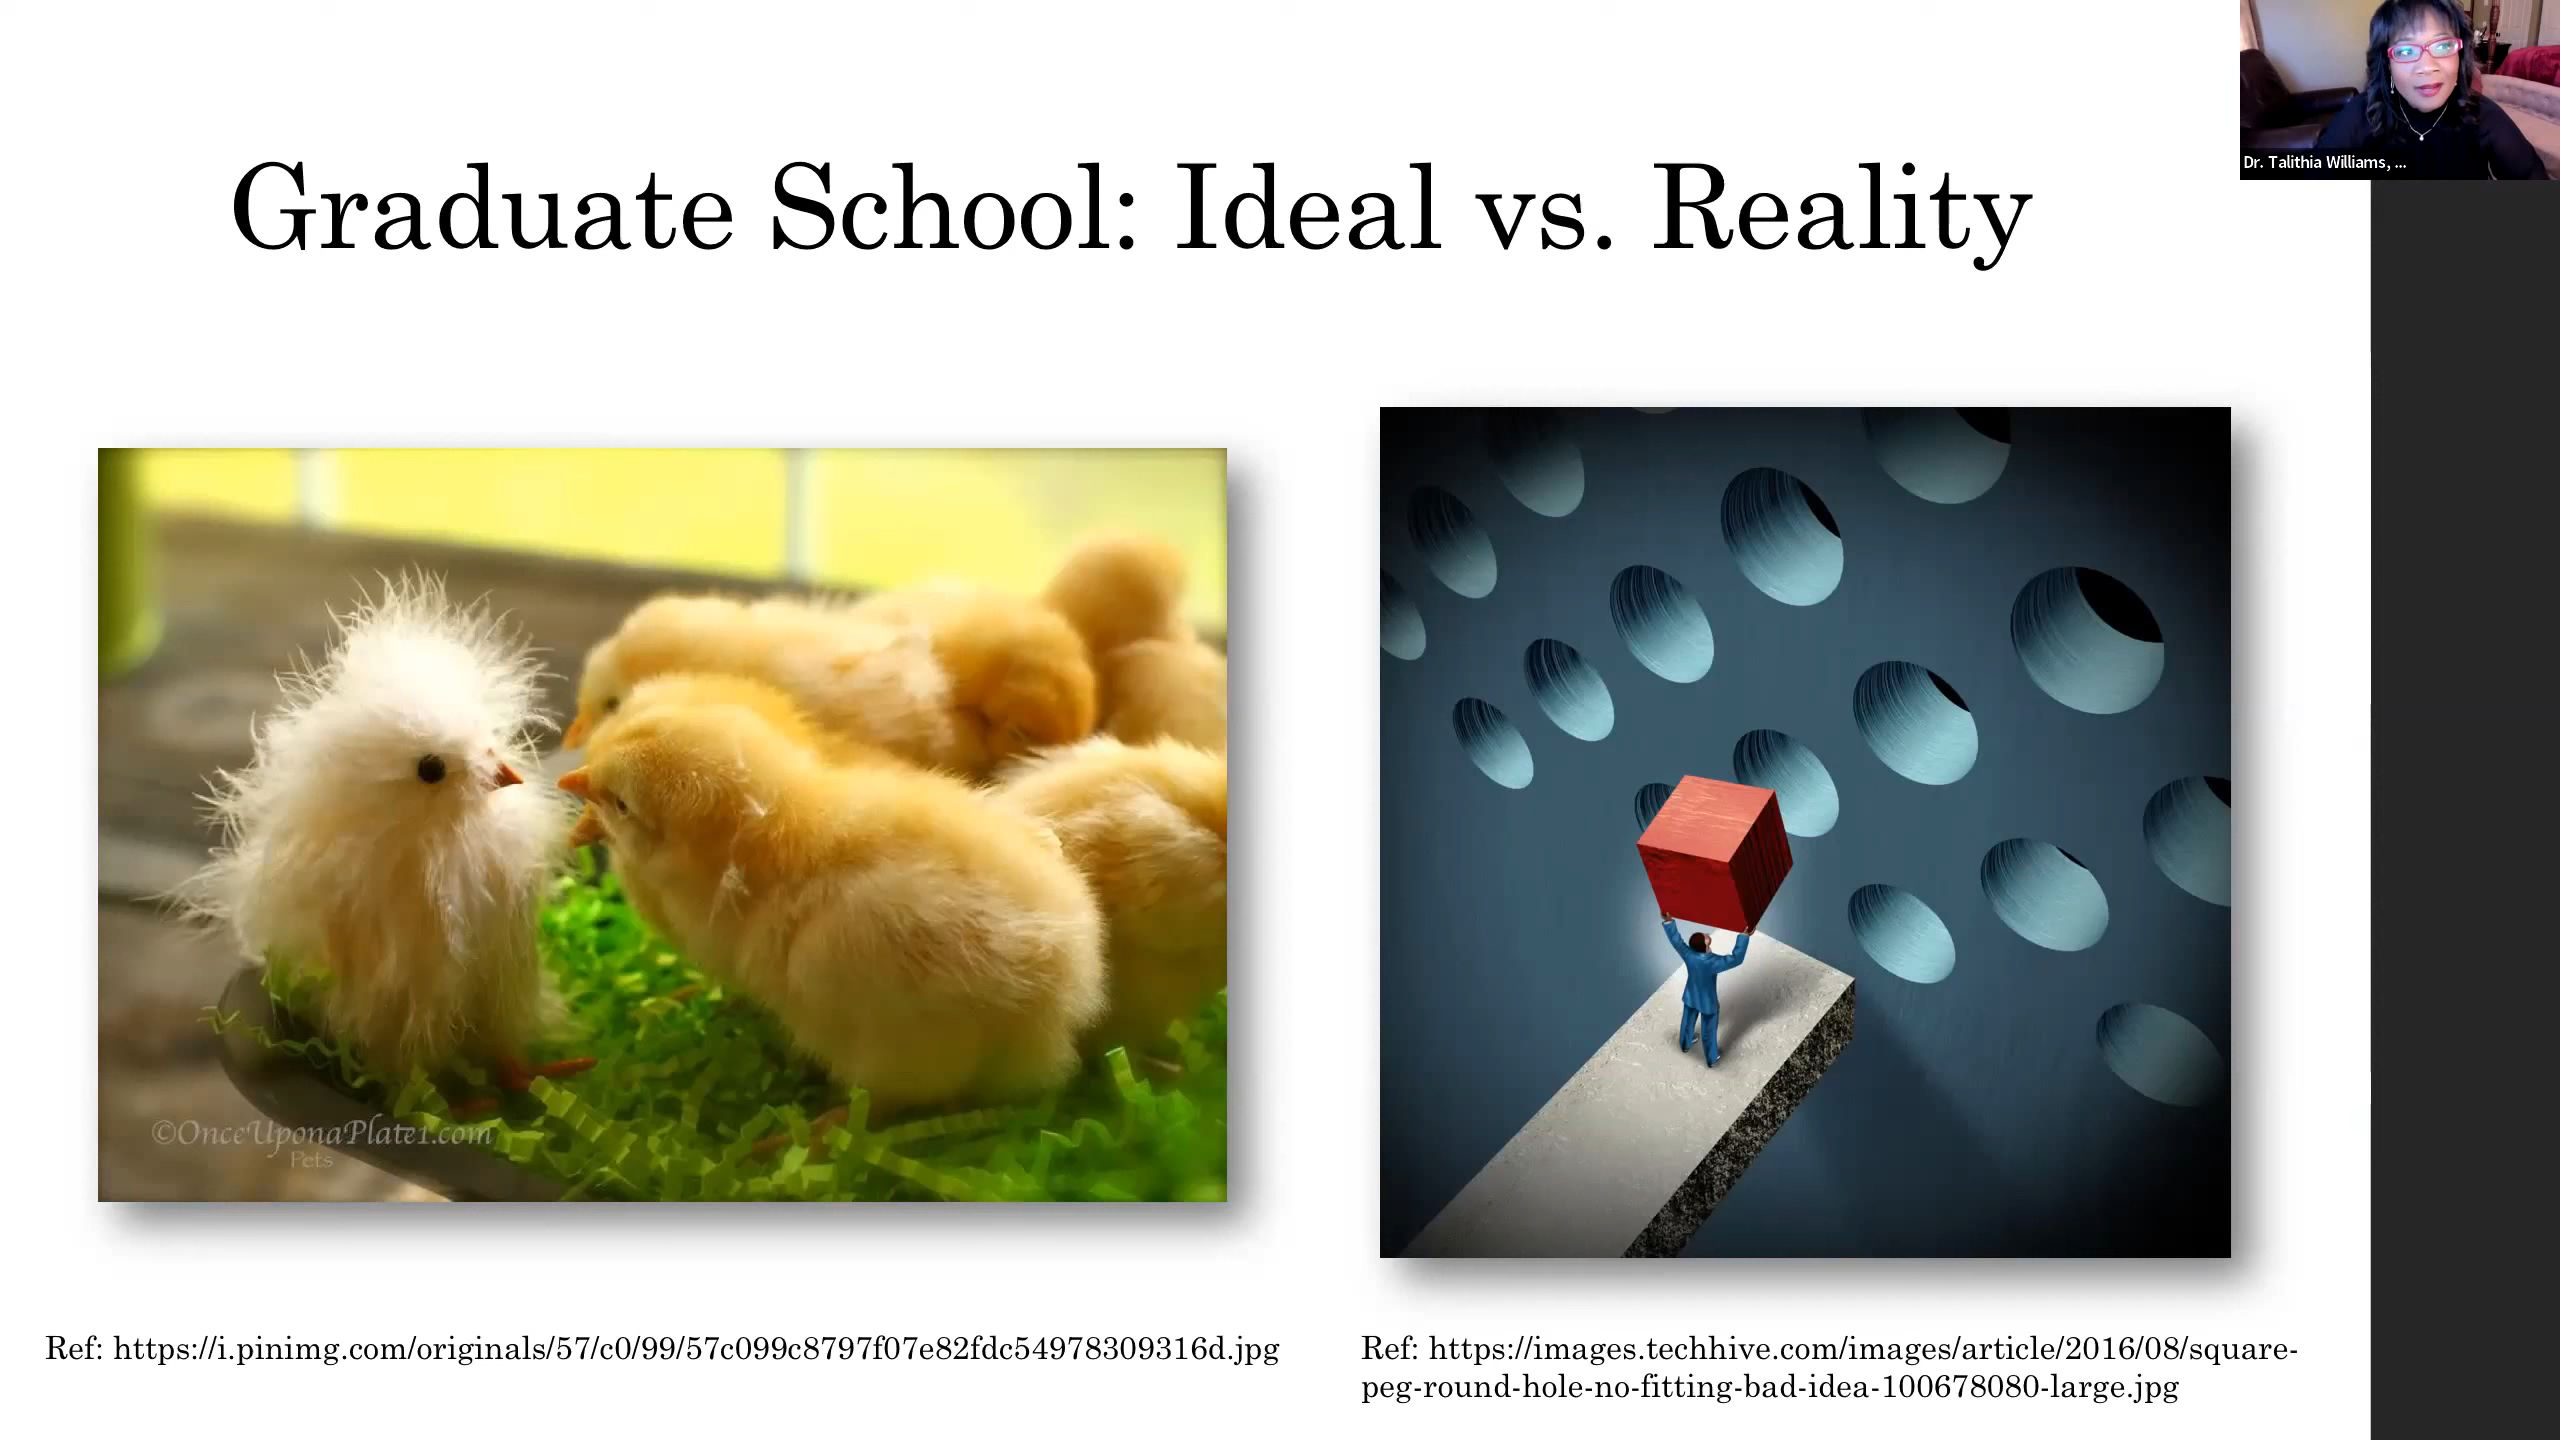 Dr. Talithia Williams, ...
Graduate School: Ideal vs. Reality
©OnceUponaPlate1.com
Pets
Ref: https://i.pinimg.com/originals/57/c0/99/57c099c8797f07e82fdc54978309316d.jpg
Ref: https://images.techhive.com/images/article/2016/08/square-
peg-round-hole-no-fitting-bad-idea-100678080-large.jpg